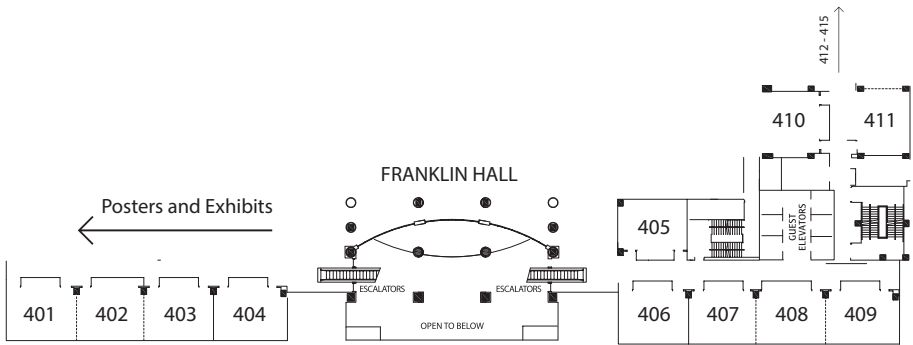 412 - 415
410
411
FRANKLIN HALL
Posters and Exhibits
405
GUEST
ELEVATORS
ESCALATORS
ESCALATORS
401
402
403
404
OPEN TO BELOW
406
407
408
409